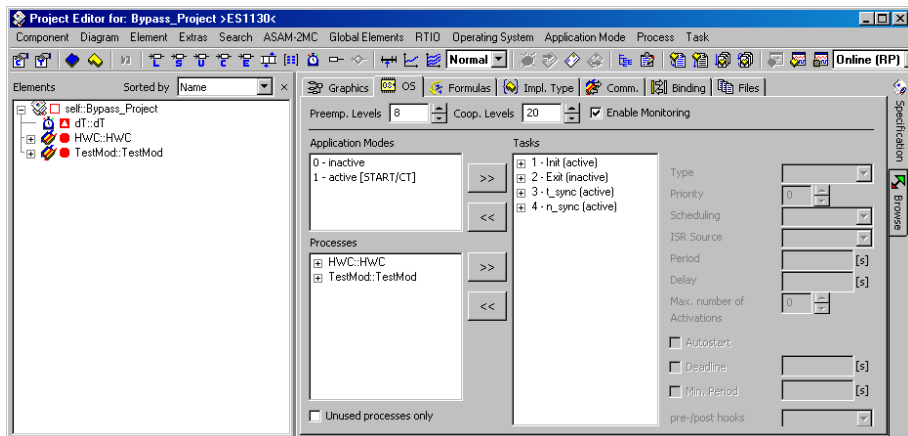 Project Editor for: Bypass_Project >ES1130<
Component Diagram Element Extras Search ASAM-2MC Global Elements RTIO Operating System Application Mode Process Task
Normal
Online (RP)
Elements Sorted by Name
self::Bypass_Project
dT::dT
HWC::HWC
TestMod::TestMod
Graphics OS Formulas Impl. Type Comm. Binding Files
Preemp. Levels 8 Coop. Levels 20 Enable Monitoring
Application Modes
0 - inactive
1 - active [START/CT]
>>
<<
Processes
HWC::HWC
TestMod::TestMod
>>
<<
Unused processes only
Tasks
1 - Init (active)
2 - Exit (inactive)
3 - t_sync (active)
4 - n_sync (active)
Type
Priority 0
Scheduling
ISR Source
Period [s]
Delay [s]
Max. number of 0
Activations
Autostart
Deadline [s]
Min. Period [s]
pre-/post hooks
Specification
Browse